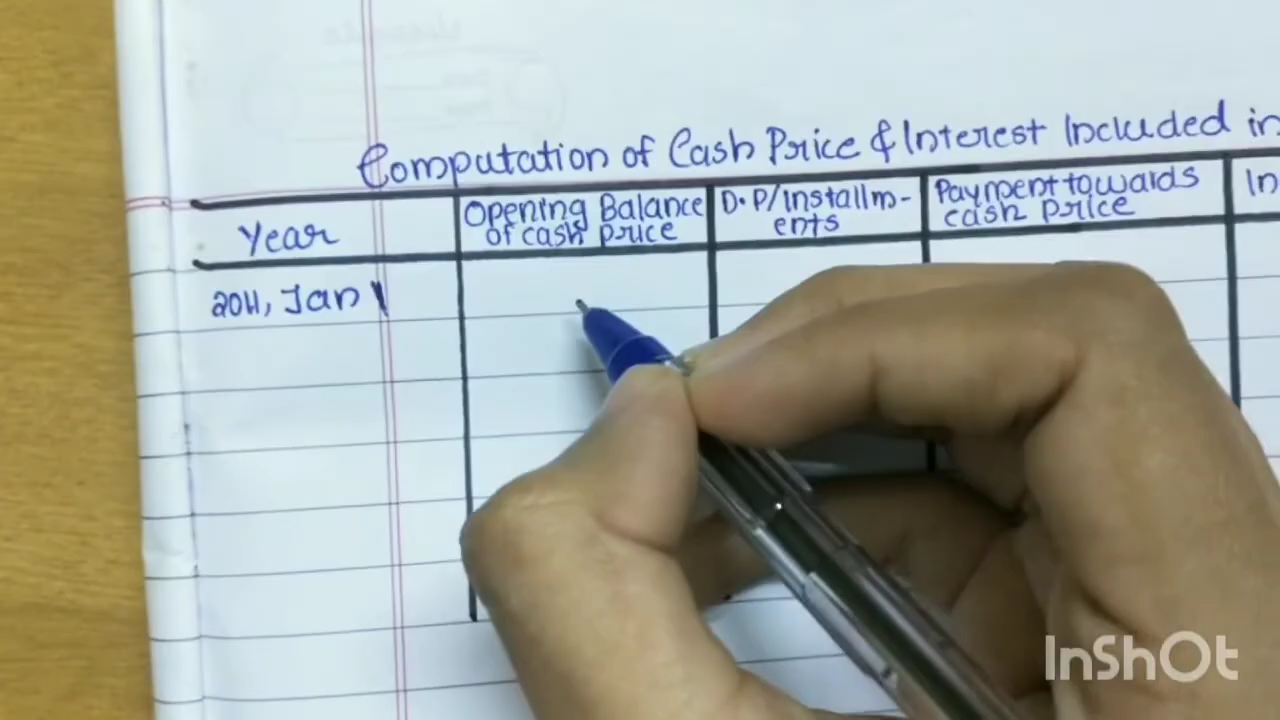 Computation of Cash Price & Interest Included in
Year
Opening Balance
of cash price
D.P/Installm-
ents
Payment towards
cash price
In
2011, Jan 1
InShOt